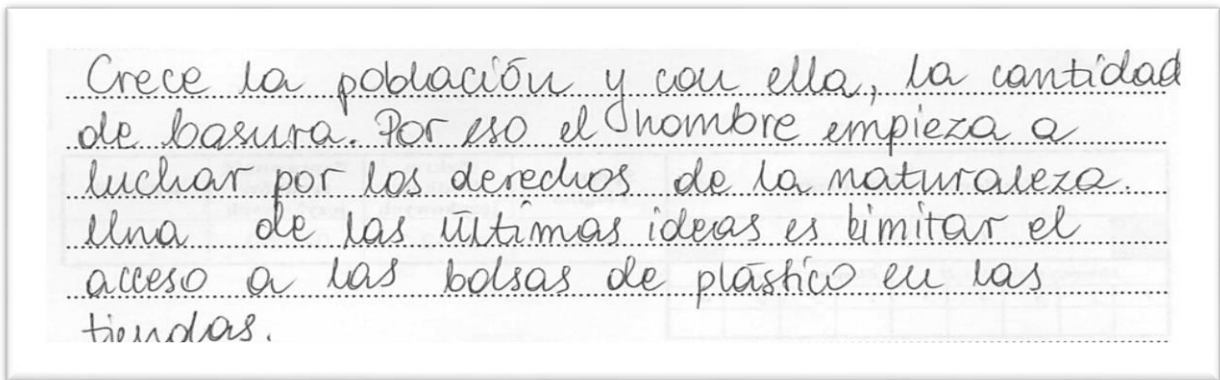 Crece la población y con ella, la cantidad
de basura. Por eso el hombre empieza a
luchar por los derechos de la naturaleza.
Una de las últimas ideas es limitar el
acceso a las bolsas de plástico en las
tiendas.